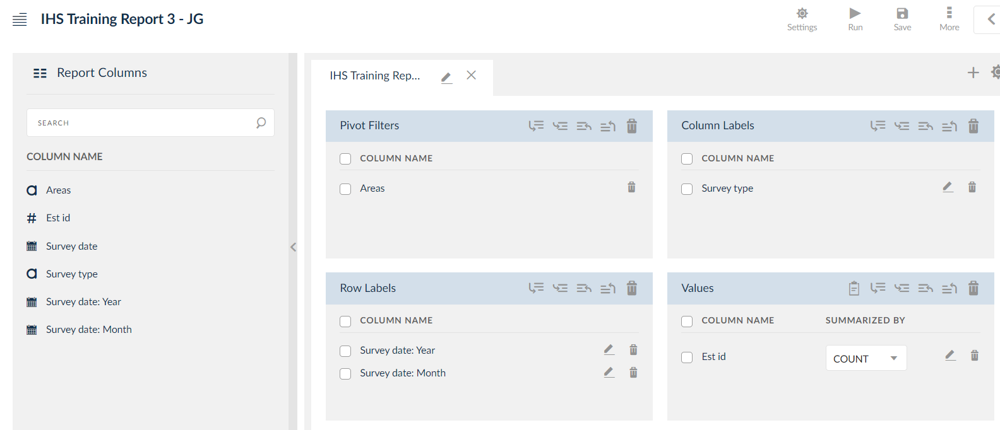 IHS Training Report 3 - JG
Settings
Run
Save
More
Report Columns
SEARCH
COLUMN NAME
Areas
Est id
Survey date
Survey type
Survey date: Year
Survey date: Month
IHS Training Rep...
Pivot Filters
COLUMN NAME
Areas
Column Labels
COLUMN NAME
Survey type
Row Labels
COLUMN NAME
Survey date: Year
Survey date: Month
Values
COLUMN NAME SUMMARIZED BY
Est id COUNT